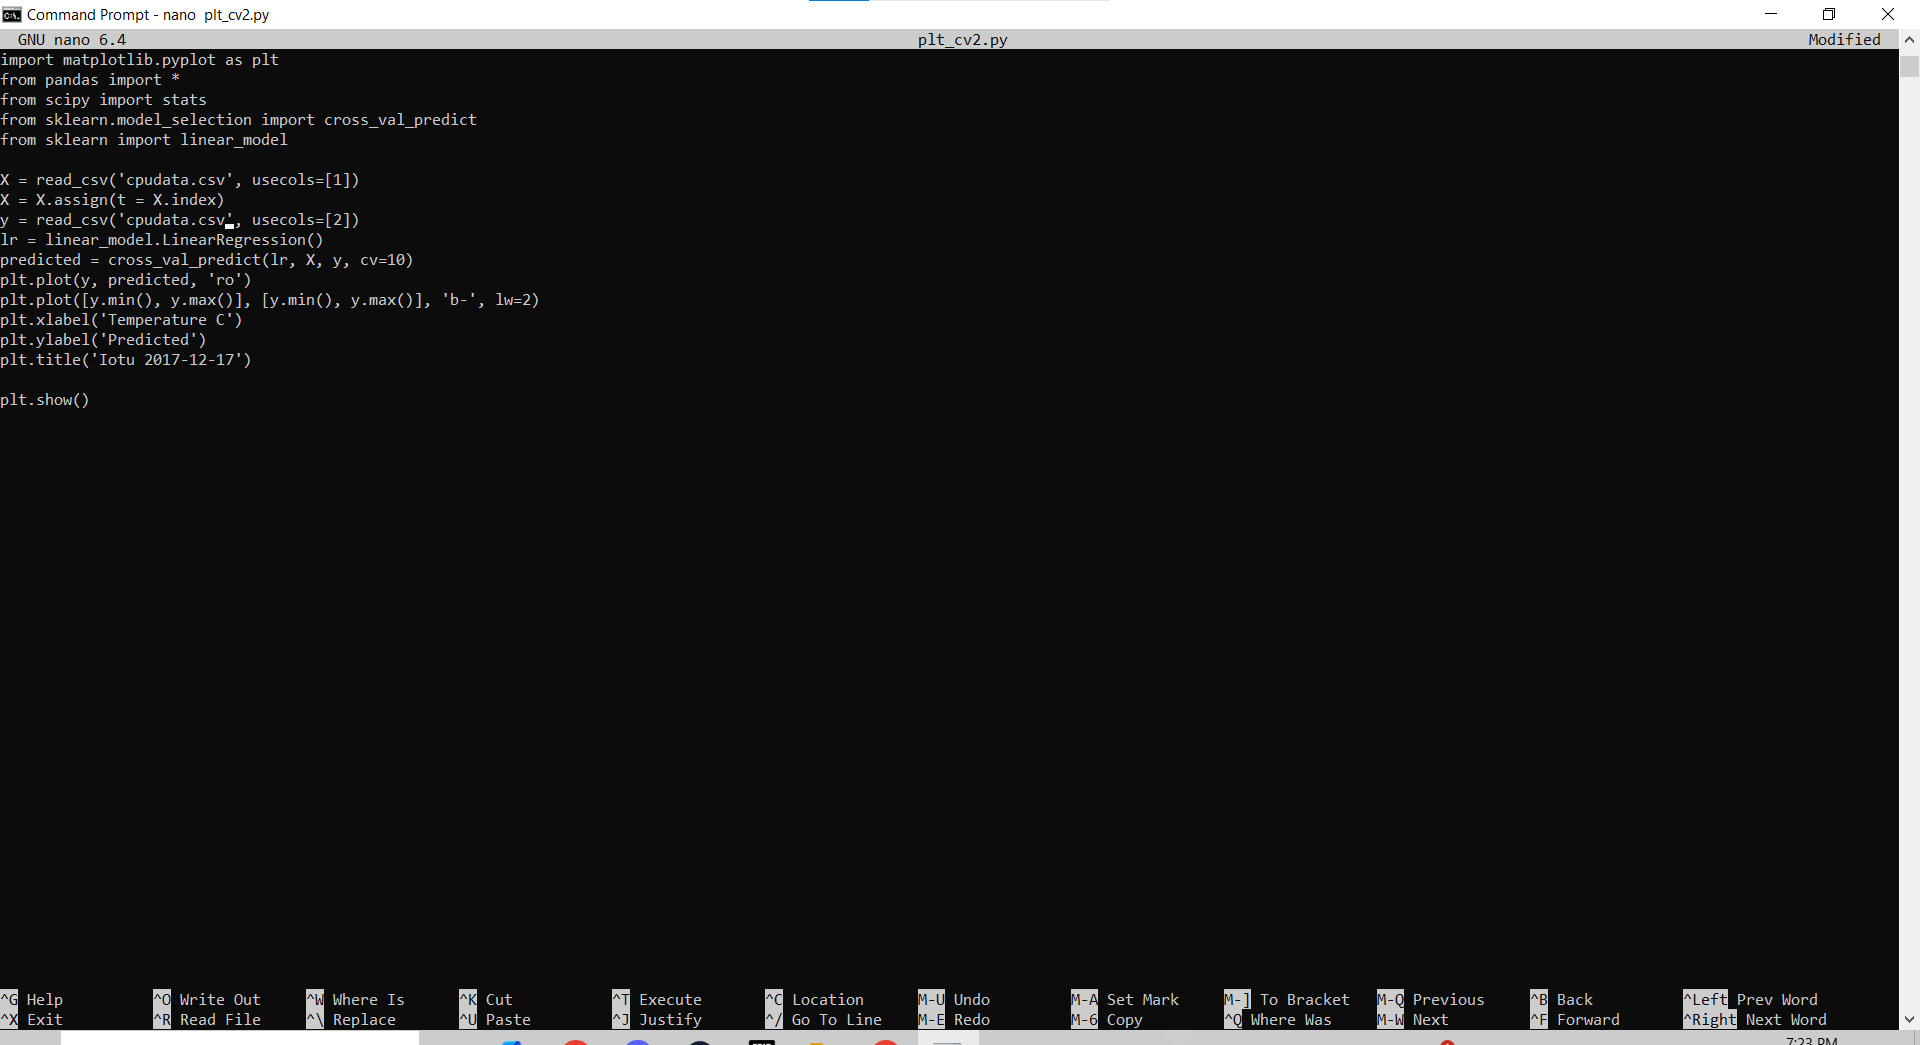 Command Prompt - nano  plt_cv2.py
GNU nano 6.4 plt_cv2.py Modified
import matplotlib.pyplot as plt
from pandas import *
from scipy import stats
from sklearn.model_selection import cross_val_predict
from sklearn import linear_model

X = read_csv('cpudata.csv', usecols=[1])
X = X.assign(t = X.index)
y = read_csv('cpudata.csv', usecols=[2])
lr = linear_model.LinearRegression()
predicted = cross_val_predict(lr, X, y, cv=10)
plt.plot(y, predicted, 'ro')
plt.plot([y.min(), y.max()], [y.min(), y.max()], 'b-', lw=2)
plt.xlabel('Temperature C')
plt.ylabel('Predicted')
plt.title('Iotu 2017-12-17')

plt.show()

^G Help ^O Write Out ^W Where Is ^K Cut ^T Execute ^C Location M-U Undo M-A Set Mark M-] To Bracket M-Q Previous ^B Back ^Left Prev Word
^X Exit ^R Read File ^\ Replace ^U Paste ^J Justify ^/ Go To Line M-E Redo M-6 Copy ^Q Where Was M-W Next ^F Forward ^Right Next Word
7:23 PM